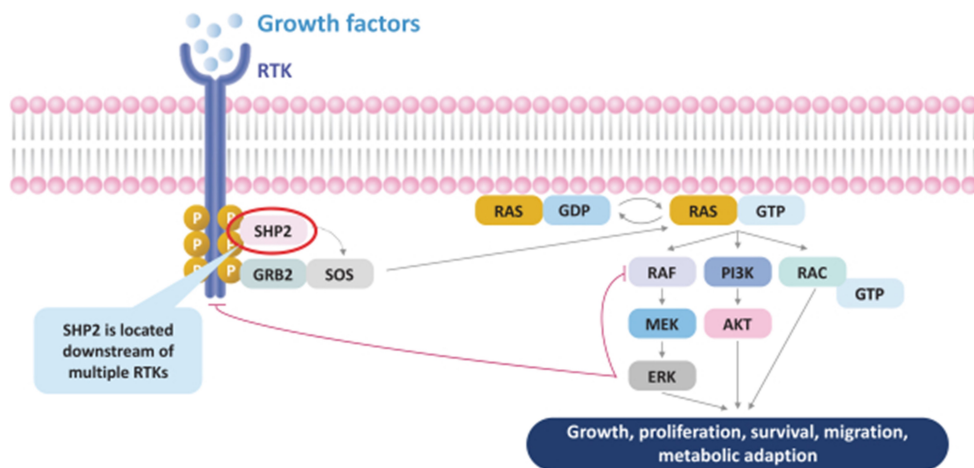 Growth factors
RTK
P P
SHP2
P P
P P
GRB2
SOS
RAS
GDP
RAS
GTP
RAF
PI3K
RAC
GTP
MEK
AKT
ERK
SHP2 is located
downstream of
multiple RTKs
Growth, proliferation, survival, migration,
metabolic adaption